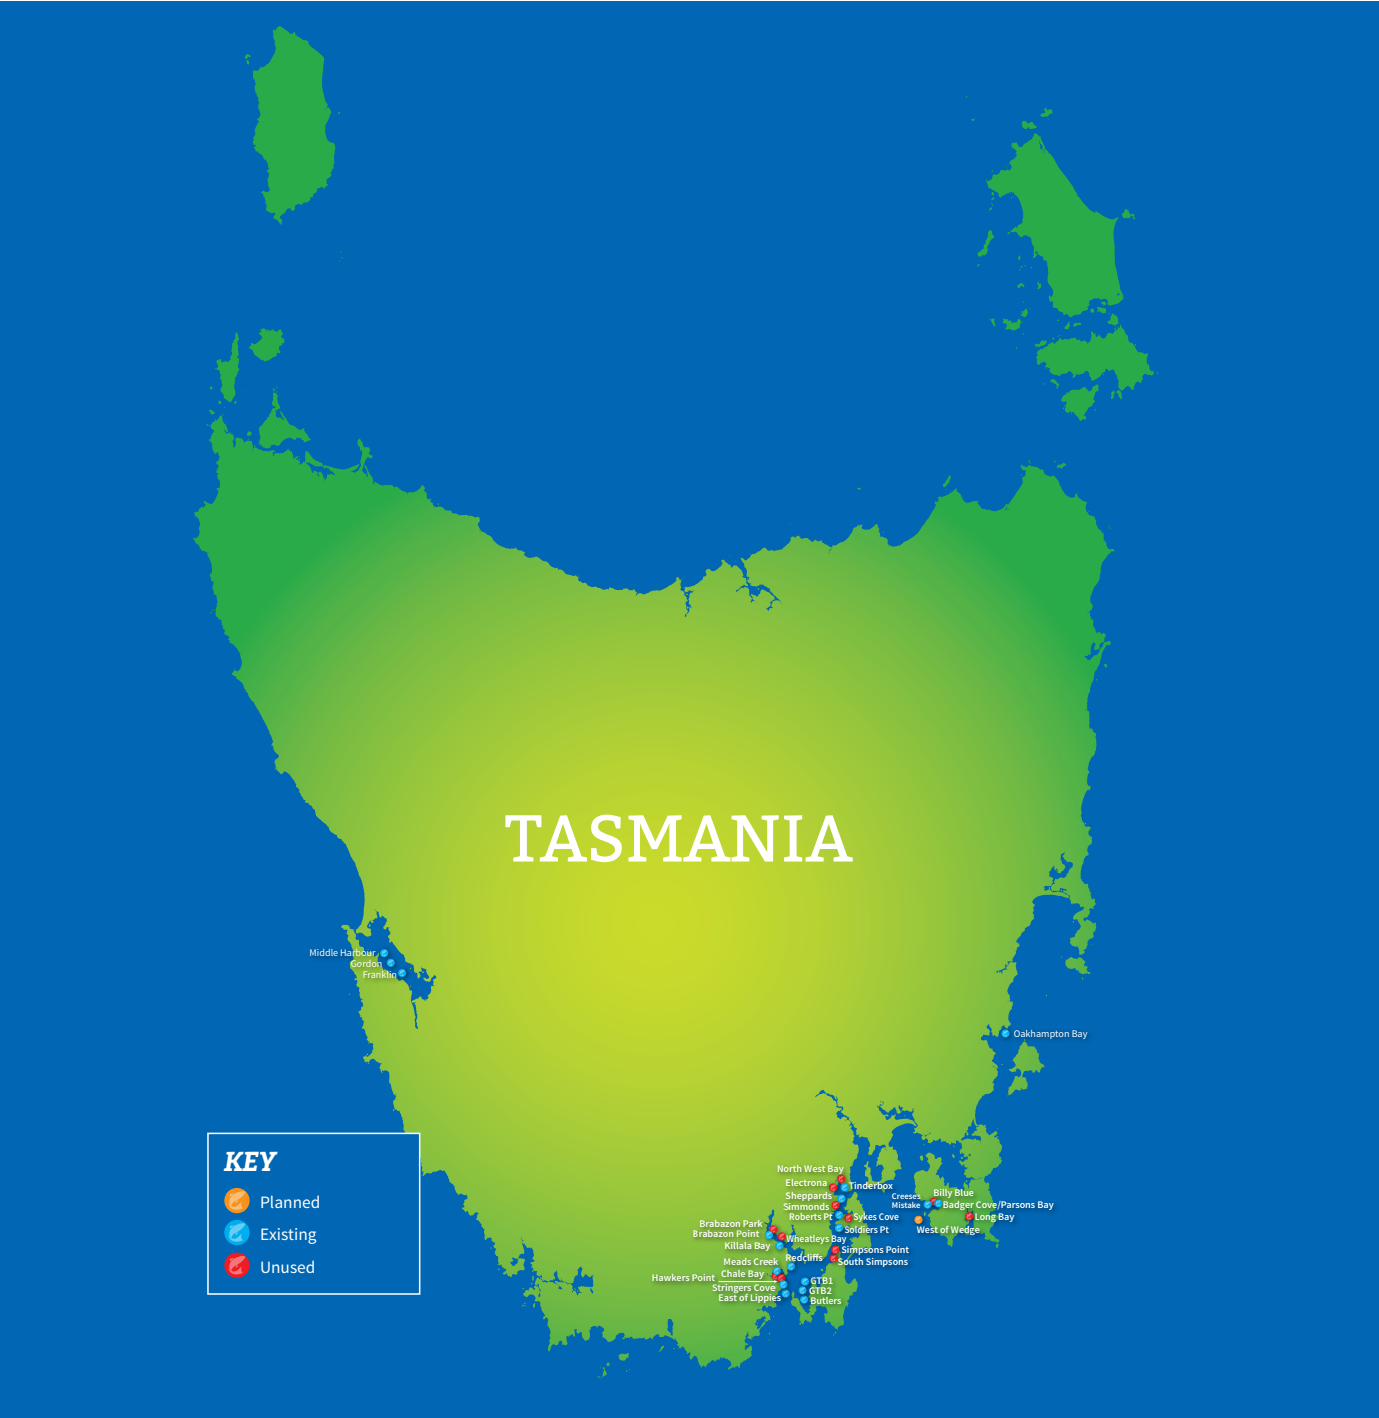 TASMANIA
Middle Harbour
Gordon
Franklin
Oakhampton Bay
North West Bay
Electrona
Tinderbox
Sheppards
Simmonds
Roberts Pt
Sykes Cove
Soldiers Pt
Creeses
Mistake
Billy Blue
Badger Cove/Parsons Bay
Long Bay
West of Wedge
Brabazon Park
Brabazon Point
Wheatleys Bay
Killala Bay
Simpsons Point
South Simpsons
Redcliffs
Meads Creek
Chale Bay
Hawkers Point
Stringers Cove
East of Lippies
GTB1
GTB2
Butlers
KEY
Planned
Existing
Unused